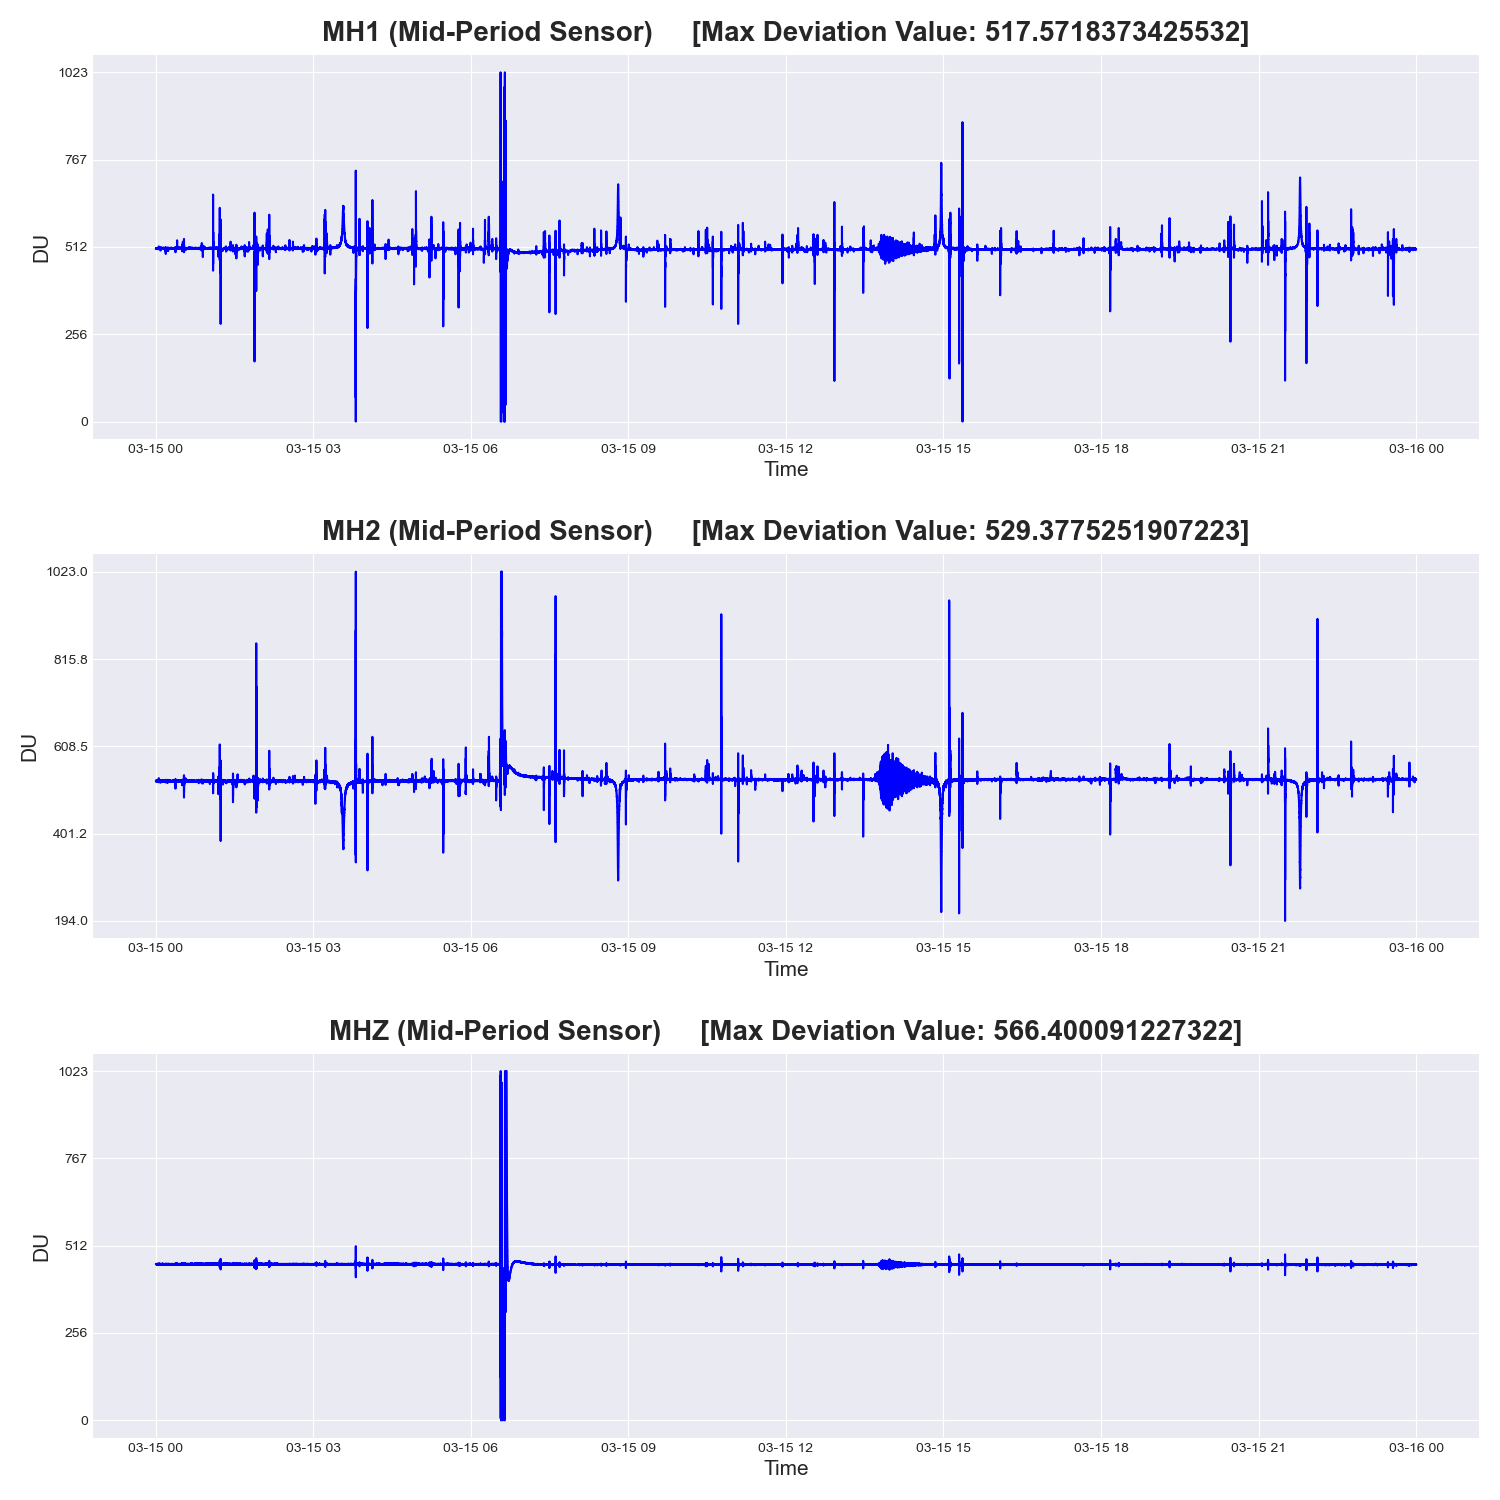 MH1 (Mid-Period Sensor) [Max Deviation Value: 517.5718373425532]
1023
767
512
256
0
DU
03-15 00 03-15 03 03-15 06 03-15 09 03-15 12 03-15 15 03-15 18 03-15 21 03-16 00
Time
MH2 (Mid-Period Sensor) [Max Deviation Value: 529.3775251907223]
1023.0
815.8
608.5
401.2
194.0
DU
03-15 00 03-15 03 03-15 06 03-15 09 03-15 12 03-15 15 03-15 18 03-15 21 03-16 00
Time
MHZ (Mid-Period Sensor) [Max Deviation Value: 566.400091227322]
1023
767
512
256
0
DU
03-15 00 03-15 03 03-15 06 03-15 09 03-15 12 03-15 15 03-15 18 03-15 21 03-16 00
Time